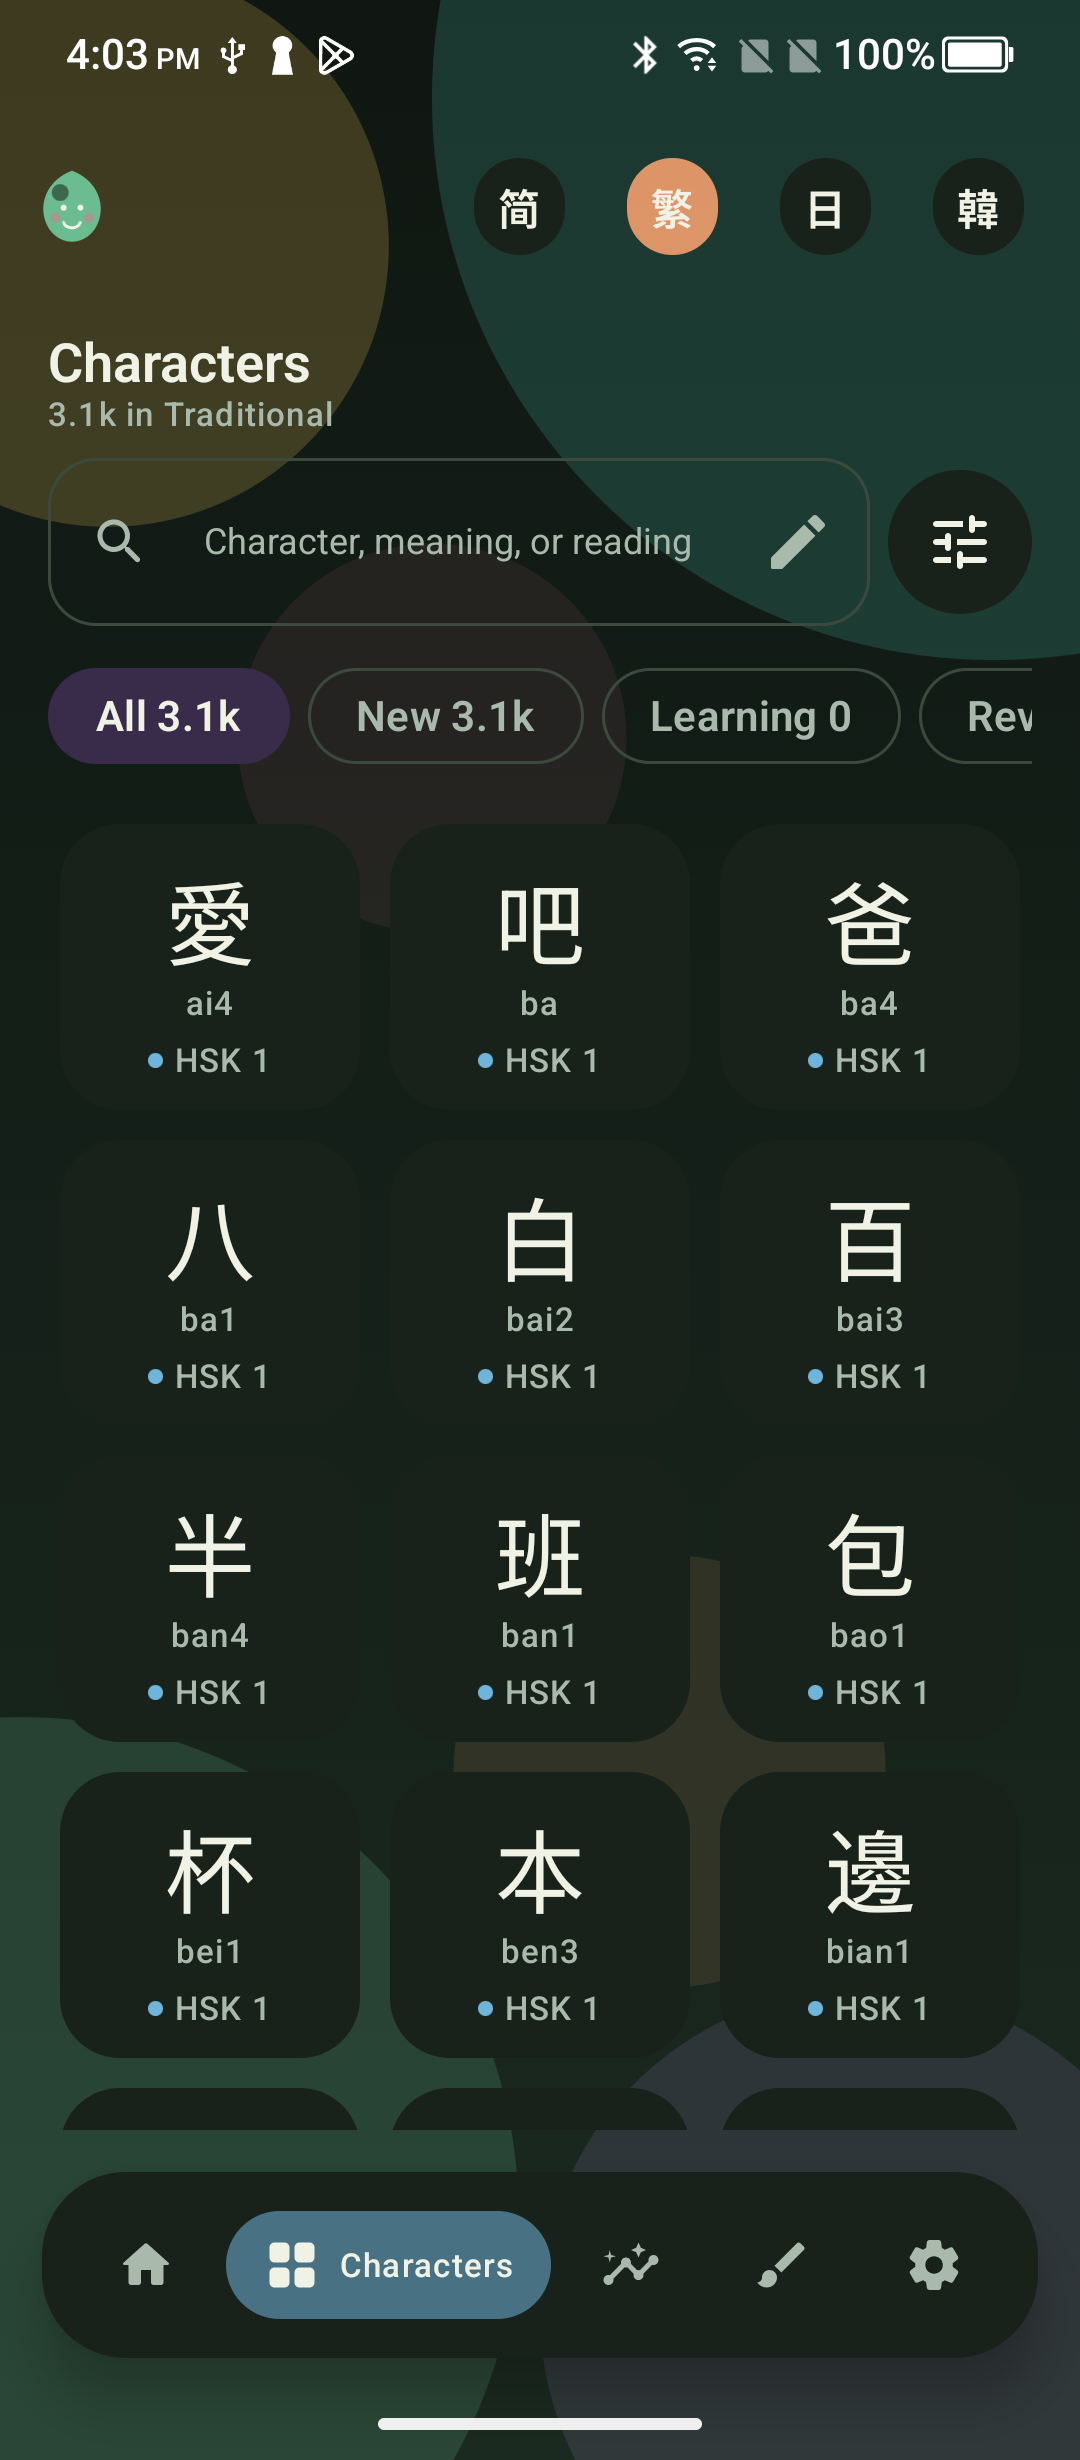 4:03 PM 100%
简 繁 日 韓
Characters
3.1k in Traditional
Character, meaning, or reading
All 3.1k New 3.1k Learning 0 Rev
愛 吧 爸
ai4 ba ba4
HSK 1 HSK 1 HSK 1
八 白 百
ba1 bai2 bai3
HSK 1 HSK 1 HSK 1
半 班 包
ban4 ban1 bao1
HSK 1 HSK 1 HSK 1
杯 本 邊
bei1 ben3 bian1
HSK 1 HSK 1 HSK 1
Characters